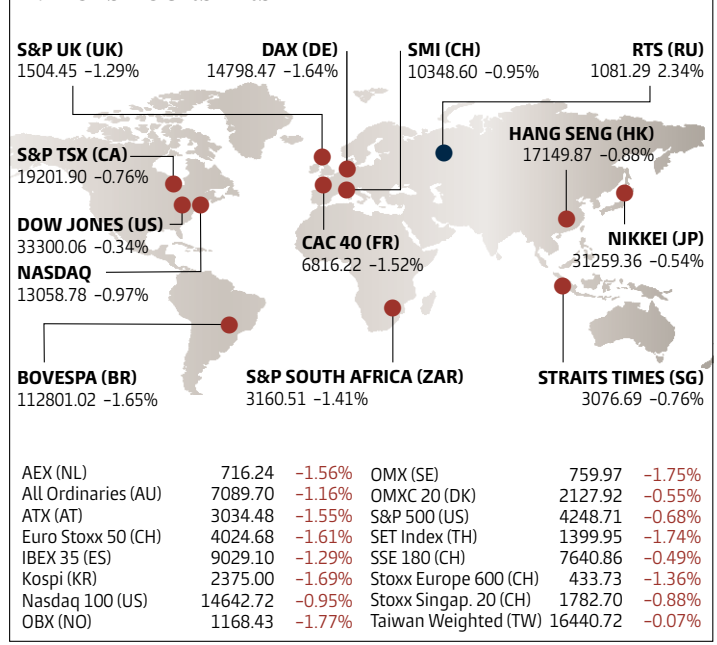 S&P UK (UK)
1504.45 –1.29%
DAX (DE)
14798.47 –1.64%
SMI (CH)
10348.60 –0.95%
RTS (RU)
1081.29 2.34%
HANG SENG (HK)
17149.87 –0.88%
S&P TSX (CA)
19201.90 –0.76%
DOW JONES (US)
33300.06 –0.34%
CAC 40 (FR)
6816.22 –1.52%
NIKKEI (JP)
31259.36 –0.54%
NASDAQ
13058.78 –0.97%
BOVESPA (BR)
112801.02 –1.65%
S&P SOUTH AFRICA (ZAR)
3160.51 –1.41%
STRAITS TIMES (SG)
3076.69 –0.76%
AEX (NL) 716.24 –1.56%
All Ordinaries (AU) 7089.70 –1.16%
ATX (AT) 3034.48 –1.55%
Euro Stoxx 50 (CH) 4024.68 –1.61%
IBEX 35 (ES) 9029.10 –1.29%
Kospi (KR) 2375.00 –1.69%
Nasdaq 100 (US) 14642.72 –0.95%
OBX (NO) 1168.43 –1.77%
OMX (SE) 759.97 –1.75%
OMXC 20 (DK) 2127.92 –0.55%
S&P 500 (US) 4248.71 –0.68%
SET Index (TH) 1399.95 –1.74%
SSE 180 (CH) 7640.86 –0.49%
Stoxx Europe 600 (CH) 433.73 –1.36%
Stoxx Singap. 20 (CH) 1782.70 –0.88%
Taiwan Weighted (TW) 16440.72 –0.07%